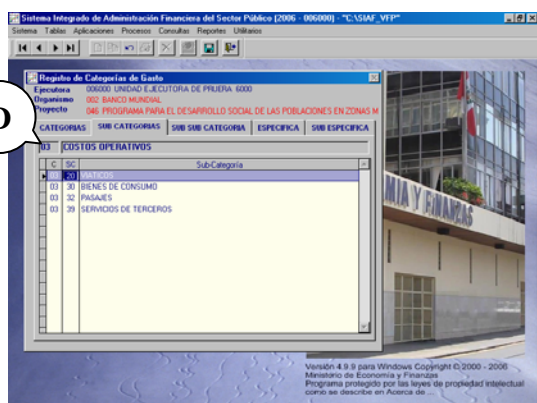 Sistema Integrado de Administración Financiera del Sector Público (2006 - 006000) - "C:\SIAF_VFP"
Sistema Tablas Aplicaciones Procesos Consultas Reportes Utilitarios
Registro de Categorías de Gasto
Ejecutora 006000 UNIDAD EJECUTORA DE PRUEBA 6000
Organismo 002 BANCO MUNDIAL
Proyecto 046 PROGRAMA PARA EL DESARROLLO SOCIAL DE LAS POBLACIONES EN ZONAS M
D
CATEGORIAS SUB CATEGORIAS SUB SUB CATEGORIA ESPECIFICA SUB ESPECIFICA
03 COSTOS OPERATIVOS
C SC Sub-Categoría
03 20 VIATICOS
03 30 BIENES DE CONSUMO
03 32 PASAJES
03 39 SERVICIOS DE TERCEROS
MIA Y FINANZAS
Versión 4.9.9 para Windows Copyright © 2000 - 2006
Ministerio de Economía y Finanzas
Programa protegido por las leyes de propiedad intelectual
como se describe en Acerca de ...